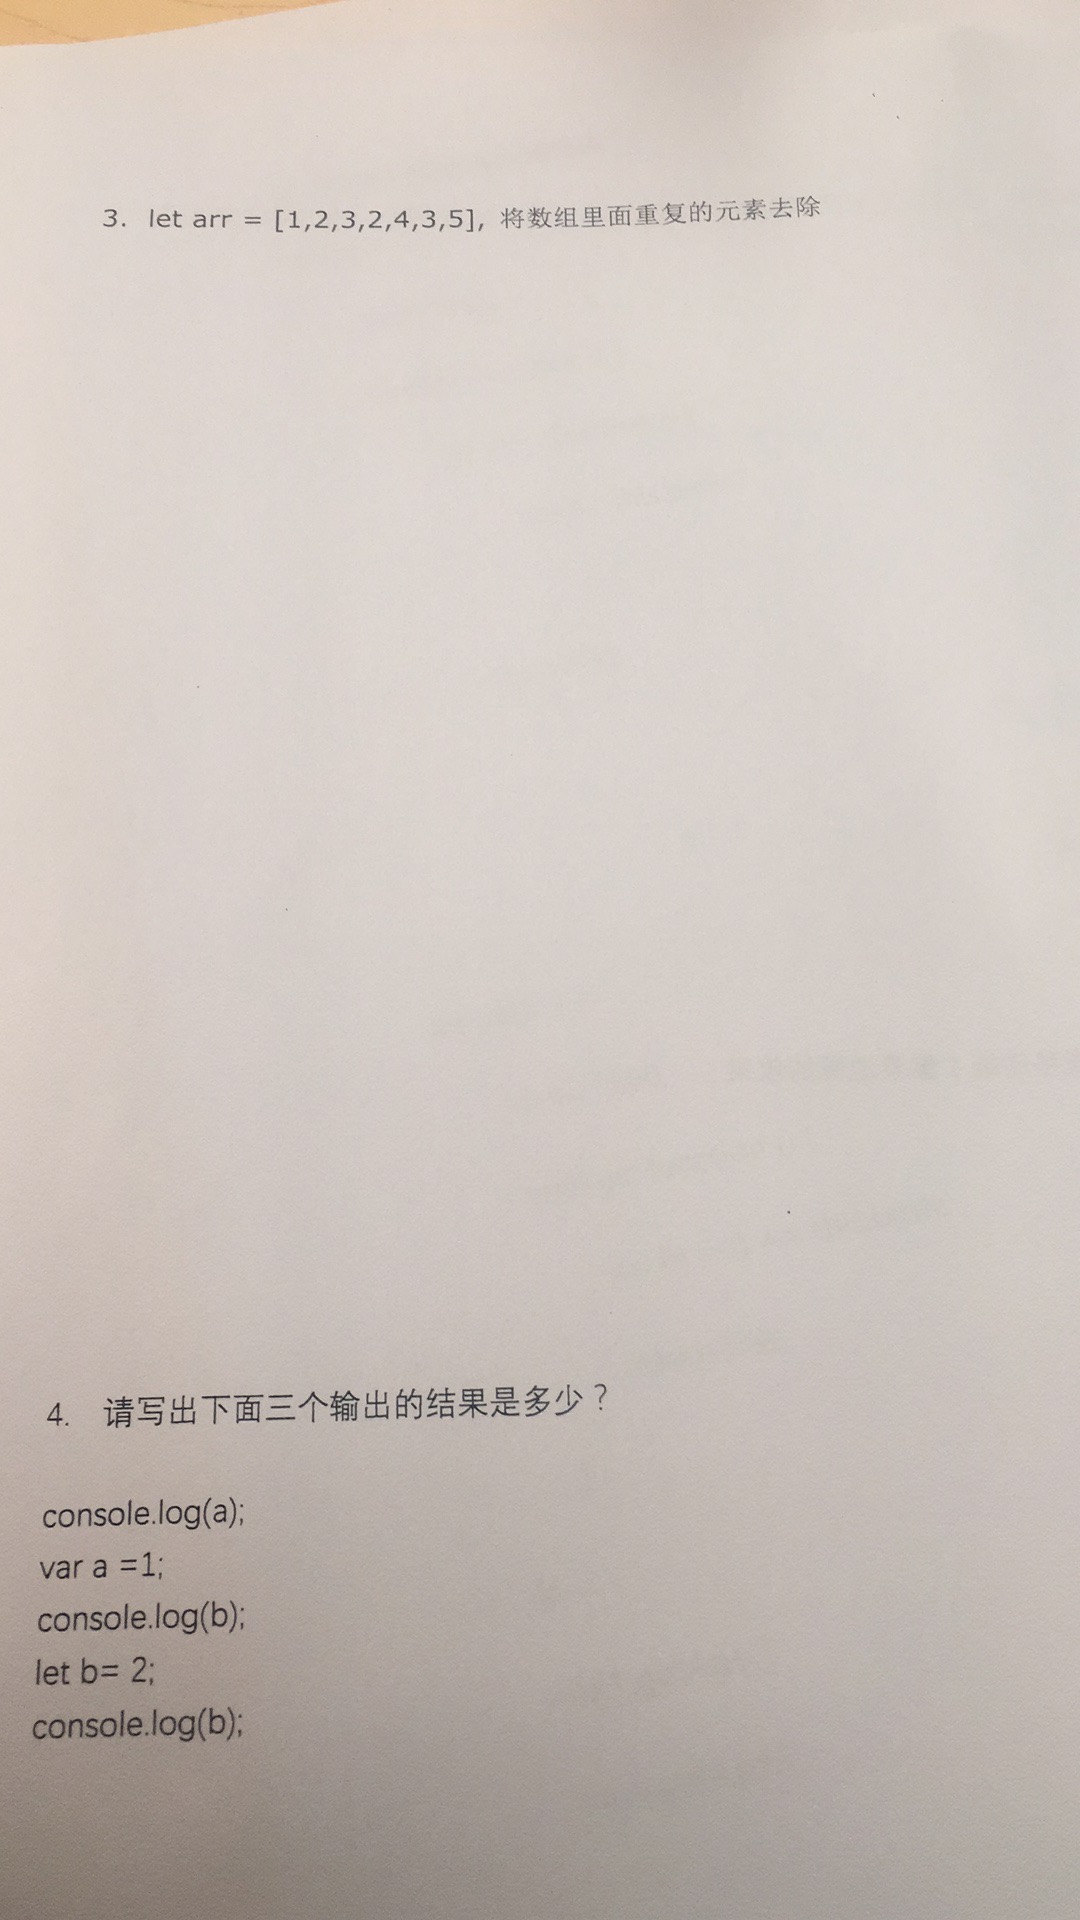 3. let arr = [1,2,3,2,4,3,5], 将数组里面重复的元素去除
4. 请写出下面三个输出的结果是多少？
console.log(a);
var a =1;
console.log(b);
let b= 2;
console.log(b);